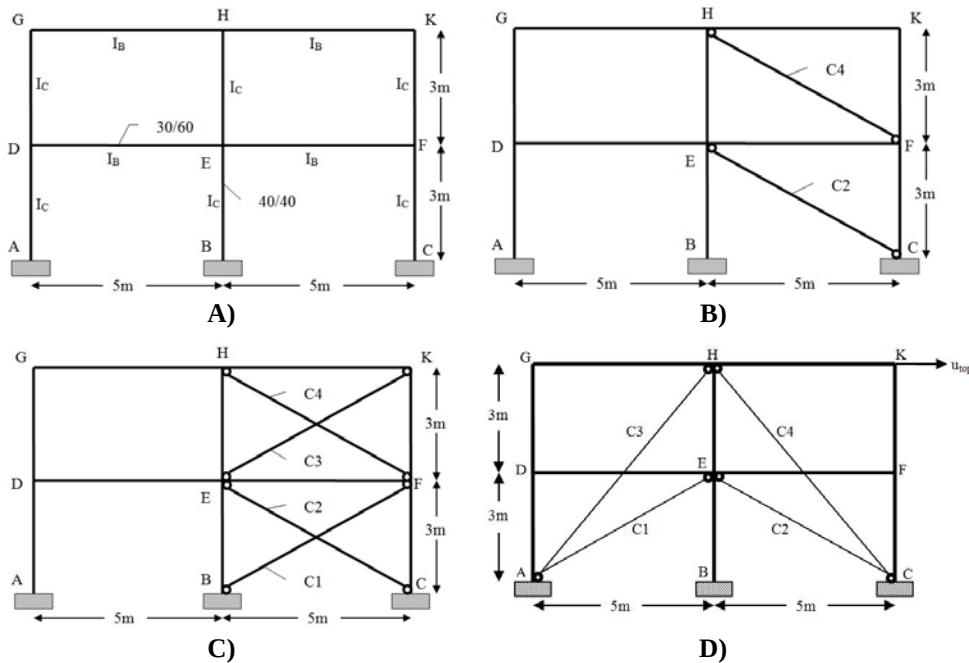 G H K
I_B I_B
I_C I_C I_C 3m
30/60
D E F
I_B I_B
I_C I_C 40/40 I_C 3m
A B C
5m 5m
A)
G H K
C4 3m
D E F
C2 3m
A B C
5m 5m
B)
G H K
C4 3m
C3
D E F
C2 3m
C1
A B C
5m 5m
C)
G H K u_top
3m C3 C4
D E F
3m C1 C2
A B C
5m 5m
D)